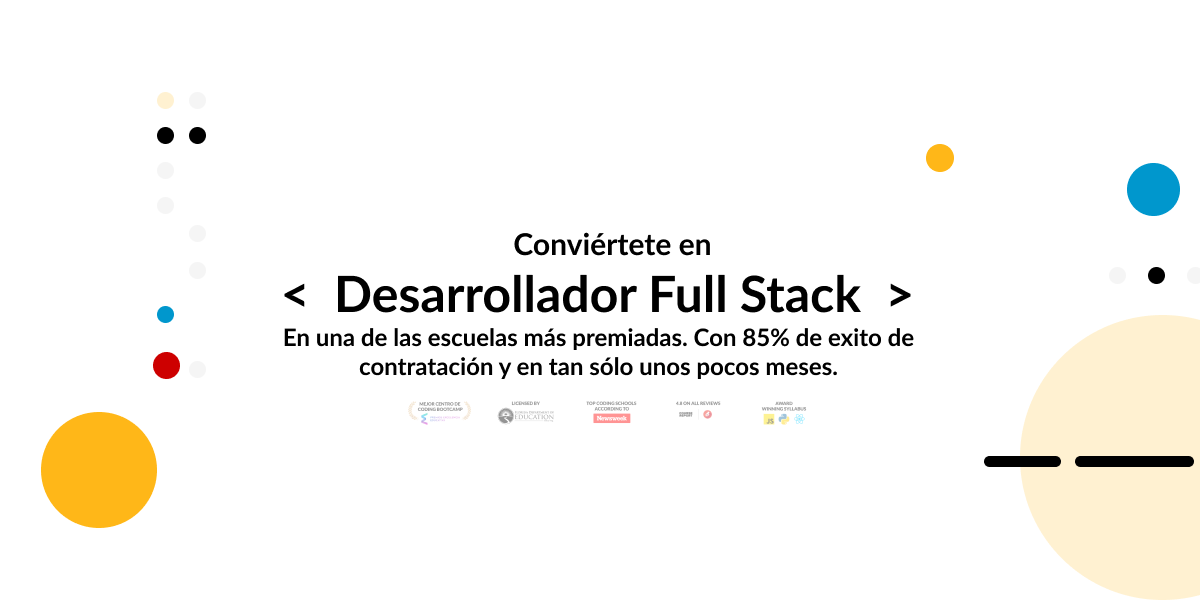 Conviértete en
< Desarrollador Full Stack >
En una de las escuelas más premiadas. Con 85% de exito de
contratación y en tan sólo unos pocos meses.
MEJOR CENTRO DE
CODING BOOTCAMP
LICENSED BY
EDUCATION
TOP CODING SCHOOLS
ACCORDING TO
Newsweek
4.8 ON ALL REVIEWS
AWARD
WINNING SYLLABUS
JS